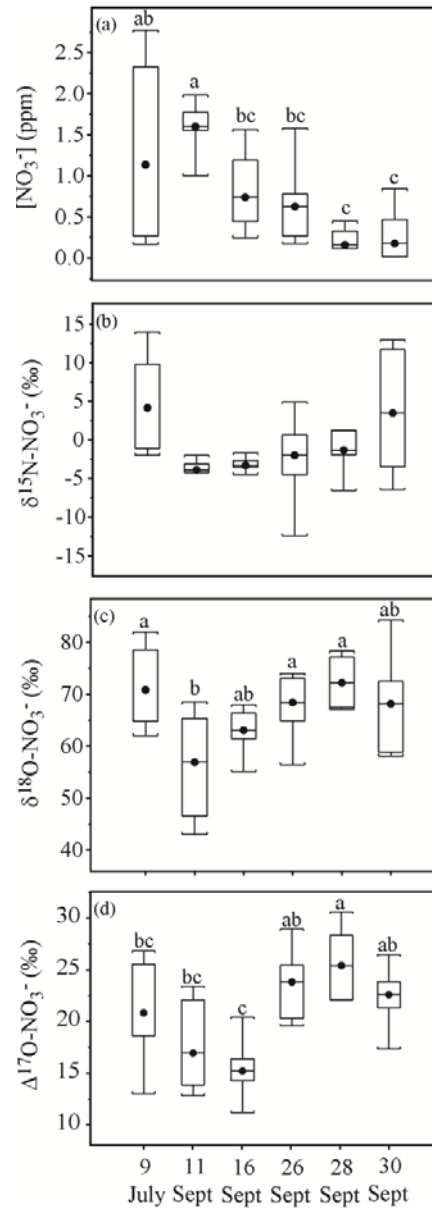 (a) ab
a
bc bc
c c
2.5
2.0
1.5
1.0
0.5
0.0
[NO₃⁻] (ppm)
(b)
15
10
5
0
-5
-10
-15
δ¹⁵N-NO₃⁻ (‰)
(c) a
b
ab
a
a
ab
80
70
60
50
40
δ¹⁸O-NO₃⁻ (‰)
(d)
bc bc
c
ab
a
ab
30
25
20
15
10
Δ¹⁷O-NO₃⁻ (‰)
9 11 16 26 28 30
July Sept Sept Sept Sept Sept